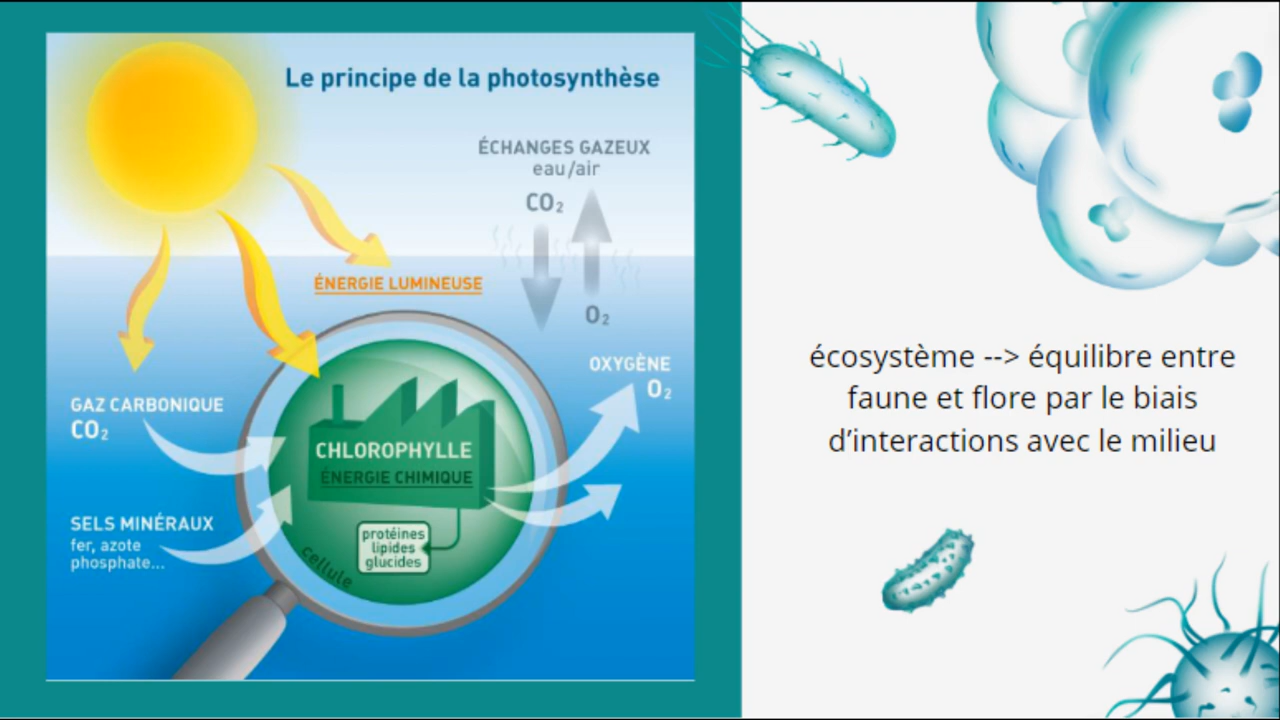 Le principe de la photosynthèse
ÉCHANGES GAZEUX
eau/air
CO₂
O₂
ÉNERGIE LUMINEUSE
OXYGÈNE
O₂
GAZ CARBONIQUE
CO₂
CHLOROPHYLLE
ÉNERGIE CHIMIQUE
SELS MINÉRAUX
fer, azote
phosphate...
protéines
lipides
glucides
cellule
écosystème --> équilibre entre
faune et flore par le biais
d’interactions avec le milieu